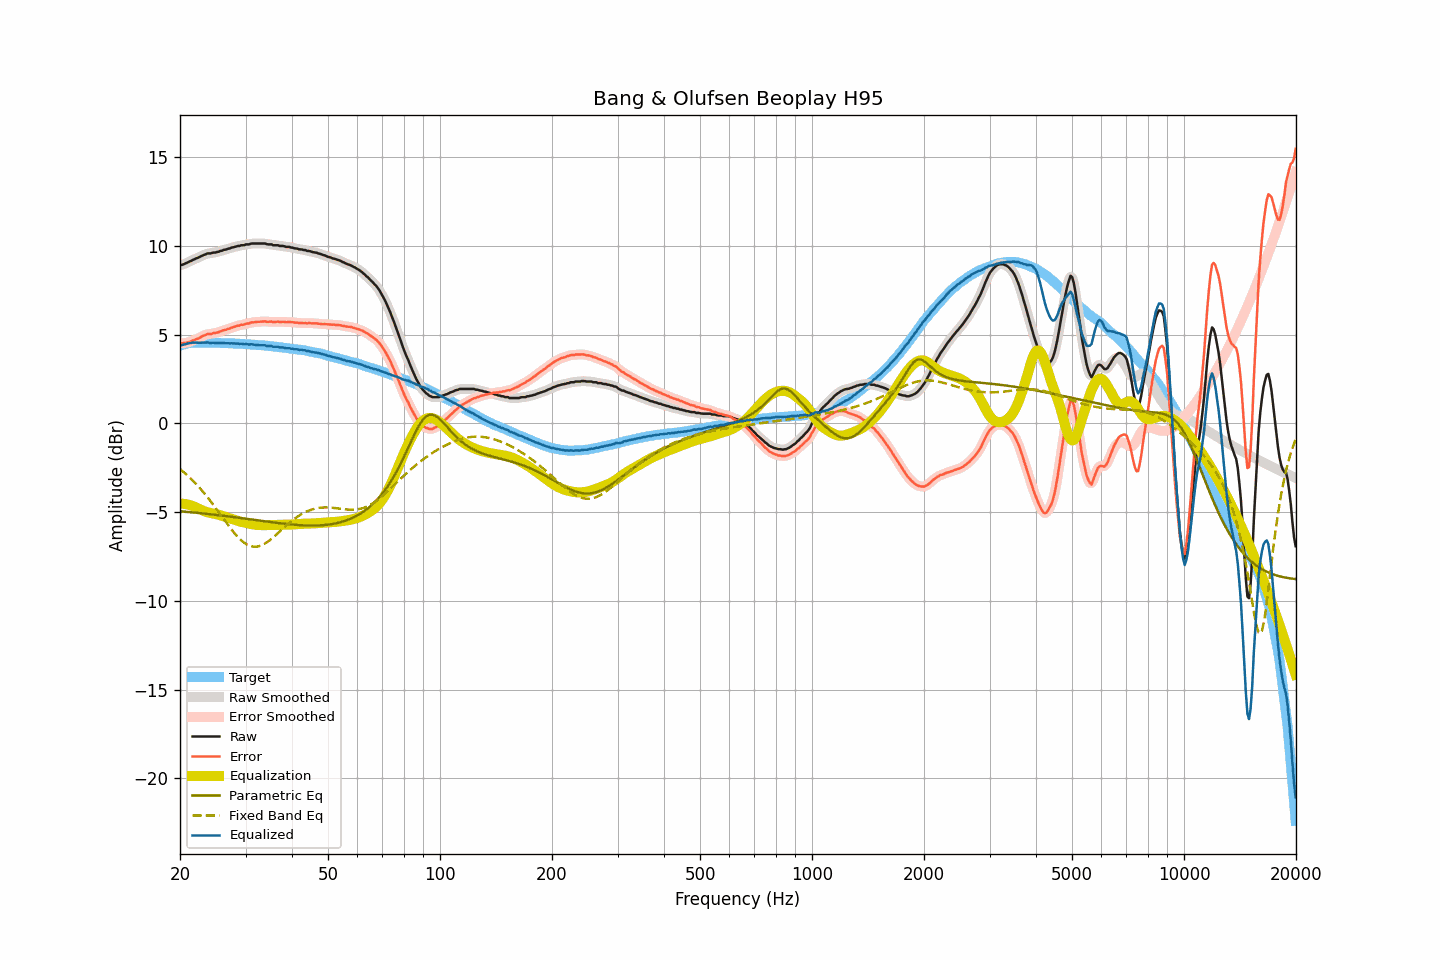 Bang & Olufsen Beoplay H95
Amplitude (dBr)
15
10
5
0
−5
−10
−15
−20
Target
Raw Smoothed
Error Smoothed
Raw
Error
Equalization
Parametric Eq
Fixed Band Eq
Equalized
20 50 100 200 500 1000 2000 5000 10000 20000
Frequency (Hz)